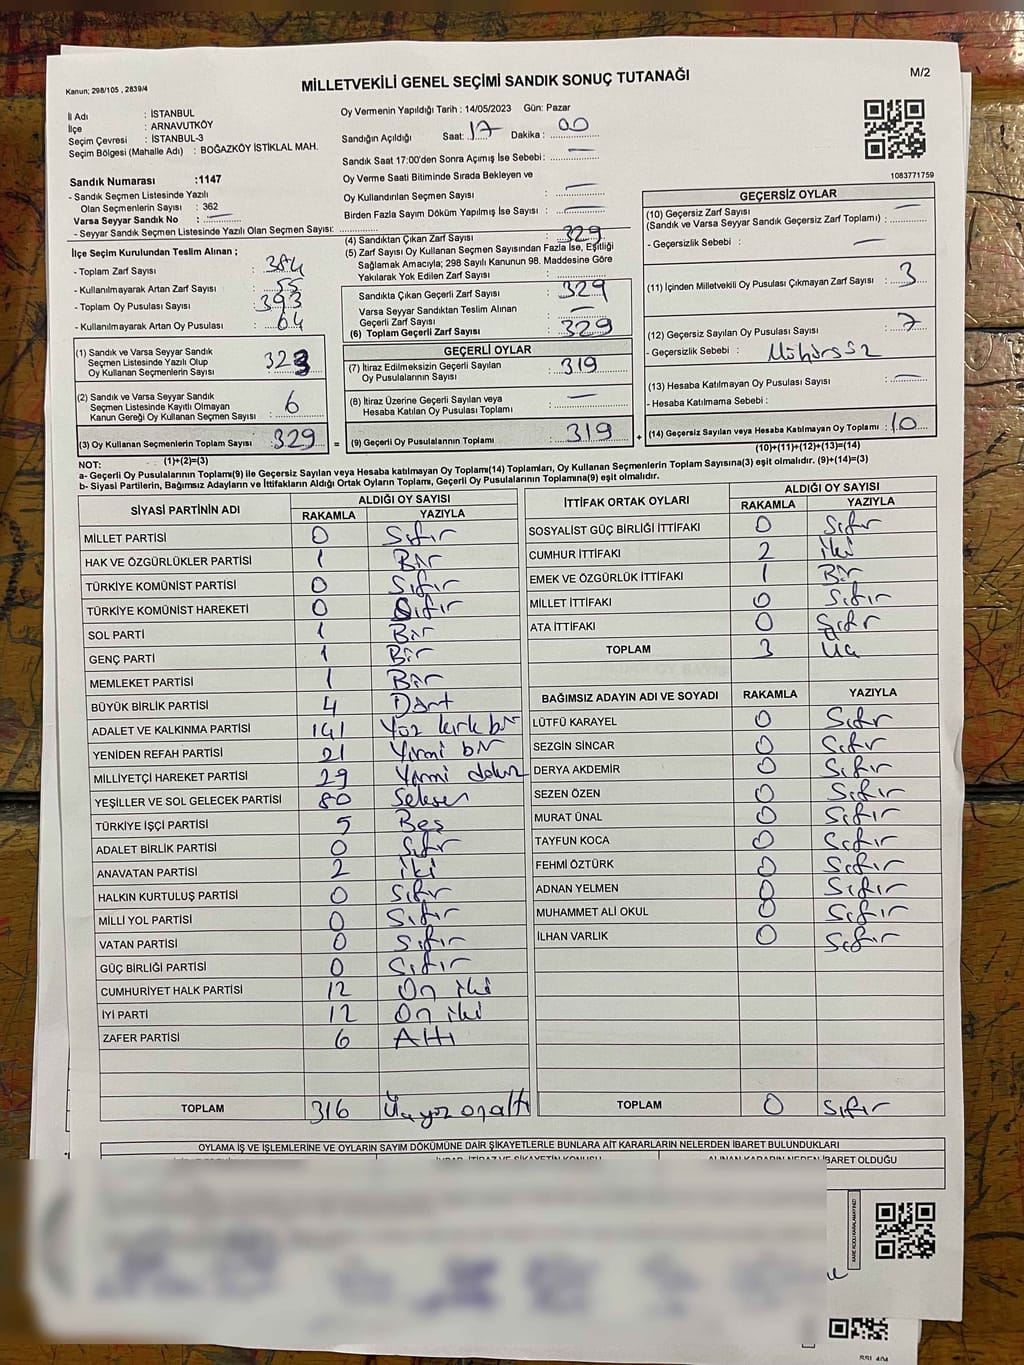 Kanun; 298/105 , 2839/4
MİLLETVEKİLİ GENEL SEÇİMİ SANDIK SONUÇ TUTANAĞI
M/2
İl Adı : İSTANBUL
İlçe : ARNAVUTKÖY
Seçim Çevresi : İSTANBUL-3
Seçim Bölgesi (Mahalle Adı) : BOĞAZKÖY İSTİKLAL MAH.
Oy Vermenin Yapıldığı Tarih : 14/05/2023 Gün: Pazar
Sandığın Açıldığı Saat: 17 Dakika : 00
Sandık Saat 17:00'den Sonra Açımış İse Sebebi: —
Oy Verme Saati Bitiminde Sırada Bekleyen ve
Oy Kullandırılan Seçmen Sayısı : —
Birden Fazla Sayım Döküm Yapılmış İse Sayısı : —
1083771759
Sandık Numarası :1147
- Sandık Seçmen Listesinde Yazılı
Olan Seçmenlerin Sayısı : 362
Varsa Seyyar Sandık No : —
- Seyyar Sandık Seçmen Listesinde Yazılı Olan Seçmen Sayısı:
İlçe Seçim Kurulundan Teslim Alınan ;
- Toplam Zarf Sayısı : 384
- Kullanılmayarak Artan Zarf Sayısı : 55
- Toplam Oy Pusulası Sayısı : 393
- Kullanılmayarak Artan Oy Pusulası : 64
(1) Sandık ve Varsa Seyyar Sandık
Seçmen Listesinde Yazılı Olup
Oy Kullanan Seçmenlerin Sayısı : 323
(2) Sandık ve Varsa Seyyar Sandık
Seçmen Listesinde Kayıtlı Olmayan
Kanun Gereği Oy Kullanan Seçmen Sayısı : 6
(3) Oy Kullanan Seçmenlerin Toplam Sayısı : 329
(1)+(2)=(3)
(4) Sandıktan Çıkan Zarf Sayısı : 329
(5) Zarf Sayısı Oy Kullanan Seçmen Sayısından Fazla İse, Eşitliği
Sağlamak Amacıyla; 298 Sayılı Kanunun 98. Maddesine Göre
Yakılarak Yok Edilen Zarf Sayısı :
Sandıkta Çıkan Geçerli Zarf Sayısı : 329
Varsa Seyyar Sandıktan Teslim Alınan
Geçerli Zarf Sayısı : —
(6) Toplam Geçerli Zarf Sayısı : 329
GEÇERLİ OYLAR
(7) İtiraz Edilmeksizin Geçerli Sayılan
Oy Pusulalarının Sayısı : 319
(8) İtiraz Üzerine Geçerli Sayılan veya
Hesaba Katılan Oy Pusulası Toplamı : —
= (9) Geçerli Oy Pusulalarının Toplamı : 319
GEÇERSİZ OYLAR
(10) Geçersiz Zarf Sayısı
(Sandık ve Varsa Seyyar Sandık Geçersiz Zarf Toplamı) : —
- Geçersizlik Sebebi : —
(11) İçinden Milletvekili Oy Pusulası Çıkmayan Zarf Sayısı : 3
(12) Geçersiz Sayılan Oy Pusulası Sayısı : 7
- Geçersizlik Sebebi : Mühürsüz
(13) Hesaba Katılmayan Oy Pusulası Sayısı : —
- Hesaba Katılmama Sebebi :
+ (14) Geçersiz Sayılan veya Hesaba Katılmayan Oy Toplamı : 10
(10)+(11)+(12)+(13)=(14)
NOT:
a- Geçerli Oy Pusulalarının Toplamı(9) ile Geçersiz Sayılan veya Hesaba katılmayan Oy Toplamı(14) Toplamları, Oy Kullanan Seçmenlerin Toplam Sayısına(3) eşit olmalıdır. (9)+(14)=(3)
b- Siyasi Partilerin, Bağımsız Adayların ve İttifakların Aldığı Ortak Oyların Toplamı, Geçerli Oy Pusulalarının Toplamına(9) eşit olmalıdır.
SİYASİ PARTİNİN ADI ALDIĞI OY SAYISI
RAKAMLA YAZIYLA
MİLLET PARTİSİ 0 Sıfır
HAK VE ÖZGÜRLÜKLER PARTİSİ 1 Bir
TÜRKİYE KOMÜNİST PARTİSİ 0 Sıfır
TÜRKİYE KOMÜNİST HAREKETİ 0 Sıfır
SOL PARTİ 1 Bir
GENÇ PARTİ 1 Bir
MEMLEKET PARTİSİ 1 Bir
BÜYÜK BİRLİK PARTİSİ 4 Dört
ADALET VE KALKINMA PARTİSİ 141 Yüz kırk bir
YENİDEN REFAH PARTİSİ 21 Yirmi bir
MİLLİYETÇİ HAREKET PARTİSİ 29 Yirmi dokuz
YEŞİLLER VE SOL GELECEK PARTİSİ 80 Seksen
TÜRKİYE İŞÇİ PARTİSİ 5 Beş
ADALET BİRLİK PARTİSİ 0 Sıfır
ANAVATAN PARTİSİ 2 iki
HALKIN KURTULUŞ PARTİSİ 0 Sıfır
MİLLİ YOL PARTİSİ 0 Sıfır
VATAN PARTİSİ 0 Sıfır
GÜÇ BİRLİĞİ PARTİSİ 0 Sıfır
CUMHURİYET HALK PARTİSİ 12 On iki
İYİ PARTİ 12 On iki
ZAFER PARTİSİ 6 Altı
TOPLAM 316 Üç yüz on altı
İTTİFAK ORTAK OYLARI ALDIĞI OY SAYISI
RAKAMLA YAZIYLA
SOSYALİST GÜÇ BİRLİĞİ İTTİFAKI 0 Sıfır
CUMHUR İTTİFAKI 2 iki
EMEK VE ÖZGÜRLÜK İTTİFAKI 1 Bir
MİLLET İTTİFAKI 0 Sıfır
ATA İTTİFAKI 0 Sıfır
TOPLAM 3 Üç
BAĞIMSIZ ADAYIN ADI VE SOYADI RAKAMLA YAZIYLA
LÜTFÜ KARAYEL 0 Sıfır
SEZGİN SİNCAR 0 Sıfır
DERYA AKDEMİR 0 Sıfır
SEZEN ÖZEN 0 Sıfır
MURAT ÜNAL 0 Sıfır
TAYFUN KOCA 0 Sıfır
FEHMİ ÖZTÜRK 0 Sıfır
ADNAN YELMEN 0 Sıfır
MUHAMMET ALİ OKUL 0 Sıfır
İLHAN VARLIK 0 Sıfır
TOPLAM 0 Sıfır
OYLAMA İŞ VE İŞLEMLERİNE VE OYLARIN SAYIM DÖKÜMÜNE DAİR ŞİKAYETLERLE BUNLARA AİT KARARLARIN NELERDEN İBARET BULUNDUKLARI
ALINAN KARARIN NEDEN İBARET OLDUĞU